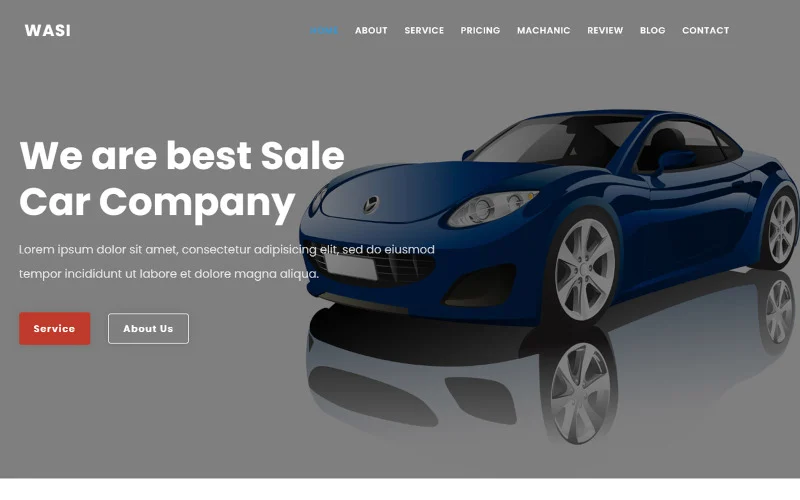 WASI
HOME ABOUT SERVICE PRICING MACHANIC REVIEW BLOG CONTACT
We are best Sale
Car Company
Lorem ipsum dolor sit amet, consectetur adipisicing elit, sed do eiusmod
tempor incididunt ut labore et dolore magna aliqua.
Service About Us